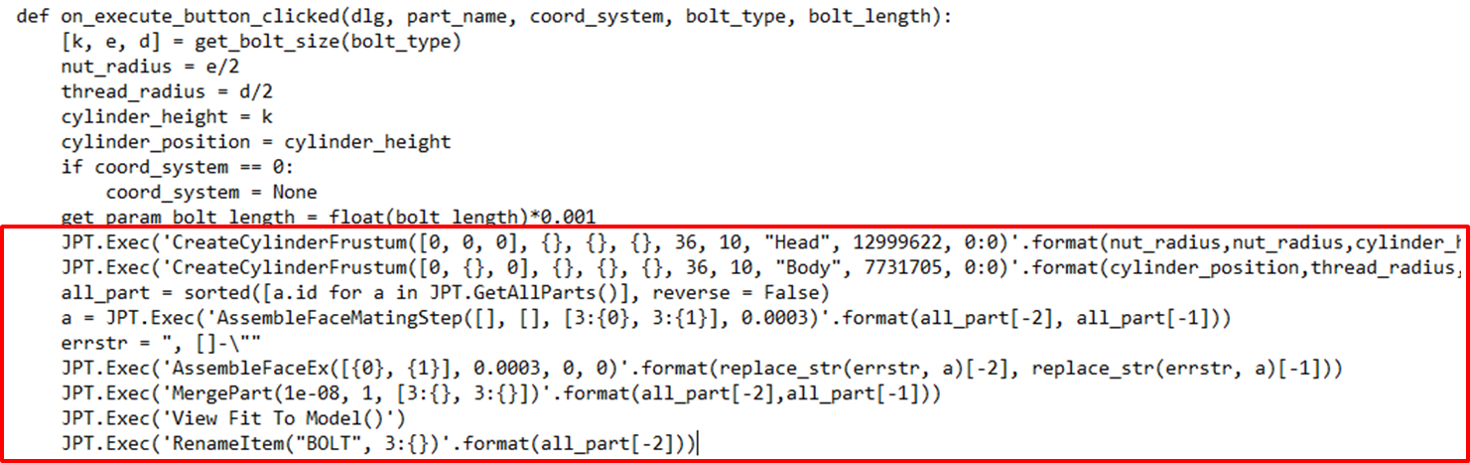 def on_execute_button_clicked(dlg, part_name, coord_system, bolt_type, bolt_length):
    [k, e, d] = get_bolt_size(bolt_type)
    nut_radius = e/2
    thread_radius = d/2
    cylinder_height = k
    cylinder_position = cylinder_height
    if coord_system == 0:
        coord_system = None
    get_param_bolt_length = float(bolt_length)*0.001
    JPT.Exec('CreateCylinderFrustum([0, 0, 0], {}, {}, {}, 36, 10, "Head", 12999622, 0:0)'.format(nut_radius,nut_radius,cylinder_h
    JPT.Exec('CreateCylinderFrustum([0, {}, 0], {}, {}, {}, 36, 10, "Body", 7731705, 0:0)'.format(cylinder_position,thread_radius,
    all_part = sorted([a.id for a in JPT.GetAllParts()], reverse = False)
    a = JPT.Exec('AssembleFaceMatingStep([], [], [3:{0}, 3:{1}], 0.0003)'.format(all_part[-2], all_part[-1]))
    errstr = ", []-\""
    JPT.Exec('AssembleFaceEx([{0}, {1}], 0.0003, 0, 0)'.format(replace_str(errstr, a)[-2], replace_str(errstr, a)[-1]))
    JPT.Exec('MergePart(1e-08, 1, [3:{}, 3:{}])'.format(all_part[-2],all_part[-1]))
    JPT.Exec('View Fit To Model()')
    JPT.Exec('RenameItem("BOLT", 3:{})'.format(all_part[-2]))